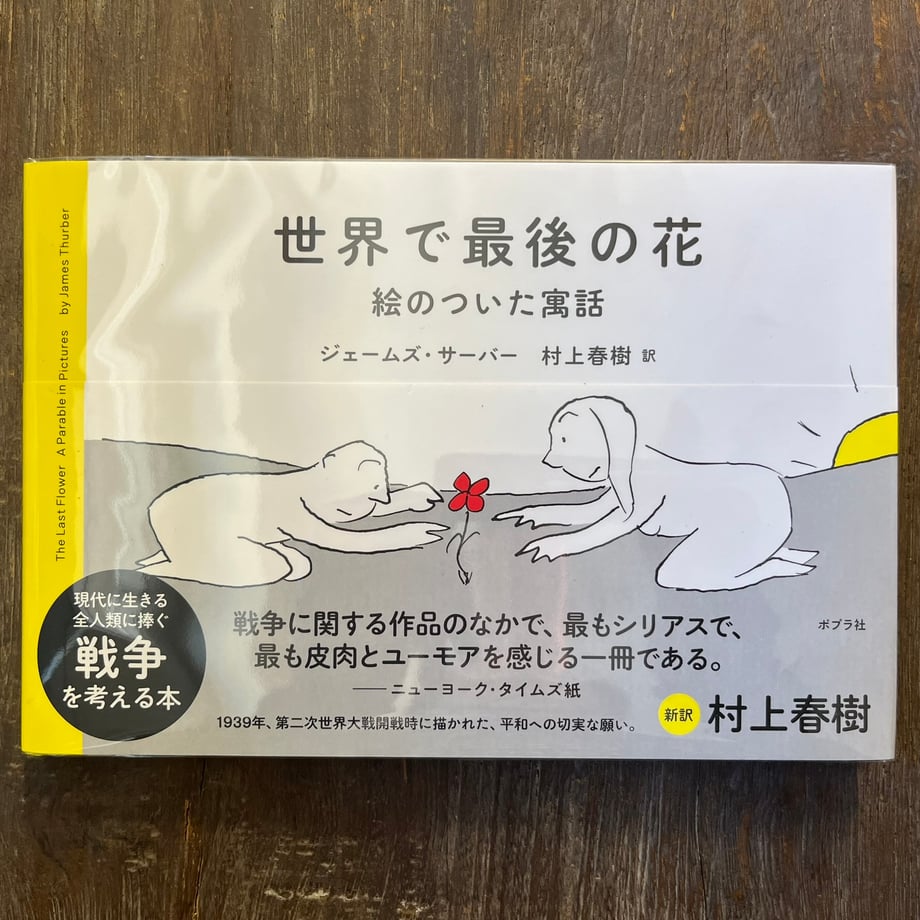 世界で最後の花
絵のついた寓話
ジェームズ・サーバー 村上春樹 訳
The Last Flower A Parable in Pictures by James Thurber
現代に生きる
全人類に捧ぐ
戦争
を考える本
戦争に関する作品のなかで、最もシリアスで、
最も皮肉とユーモアを感じる一冊である。
――ニューヨーク・タイムズ紙
1939年、第二次世界大戦開戦時に描かれた、平和への切実な願い。
ポプラ社
新訳 村上春樹